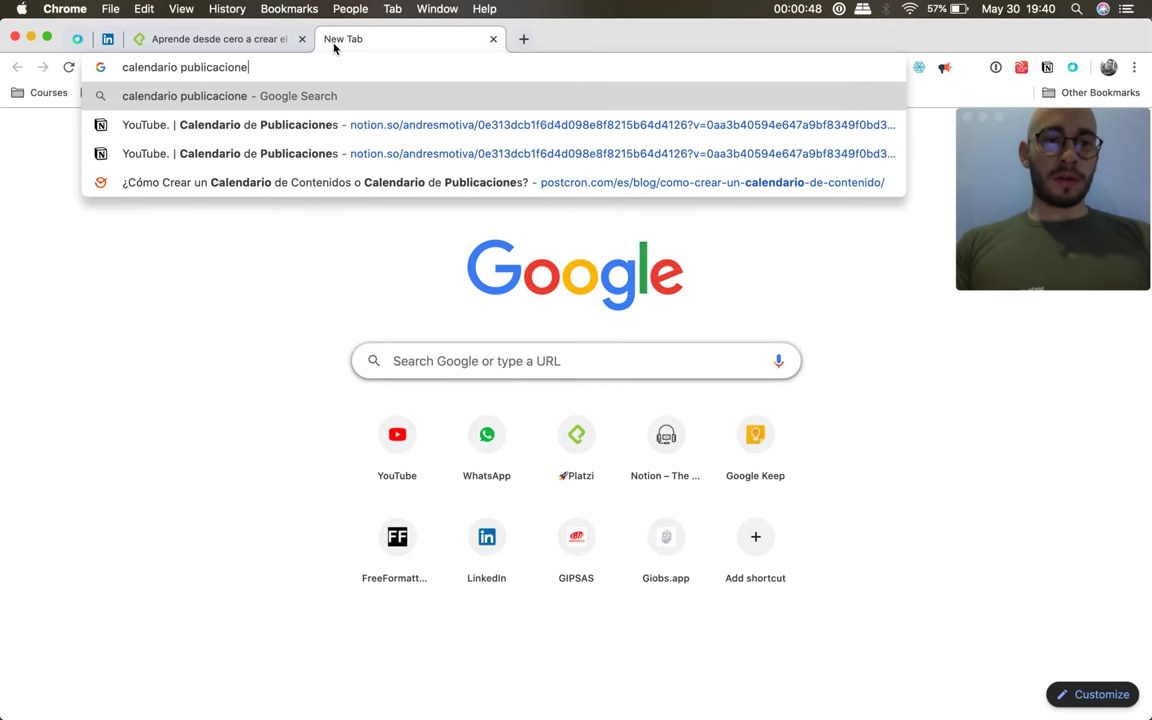 Chrome File Edit View History Bookmarks People Tab Window Help 00:00:48 57% May 30 19:40
Aprende desde cero a crear el New Tab
calendario publicacione
Courses Other Bookmarks
calendario publicacione - Google Search
YouTube. | Calendario de Publicaciones - notion.so/andresmotiva/0e313dcb1f6d4d098e8f8215b64d4126?v=0aa3b40594e647a9bf8349f0bd3...
YouTube. | Calendario de Publicaciones - notion.so/andresmotiva/0e313dcb1f6d4d098e8f8215b64d4126?v=0aa3b40594e647a9bf8349f0bd3...
¿Cómo Crear un Calendario de Contenidos o Calendario de Publicaciones? - postcron.com/es/blog/como-crear-un-calendario-de-contenido/
Google
Search Google or type a URL
YouTube WhatsApp 🚀Platzi Notion – The ... Google Keep
FF
FreeFormatt... LinkedIn GIPSAS Giobs.app Add shortcut
Customize